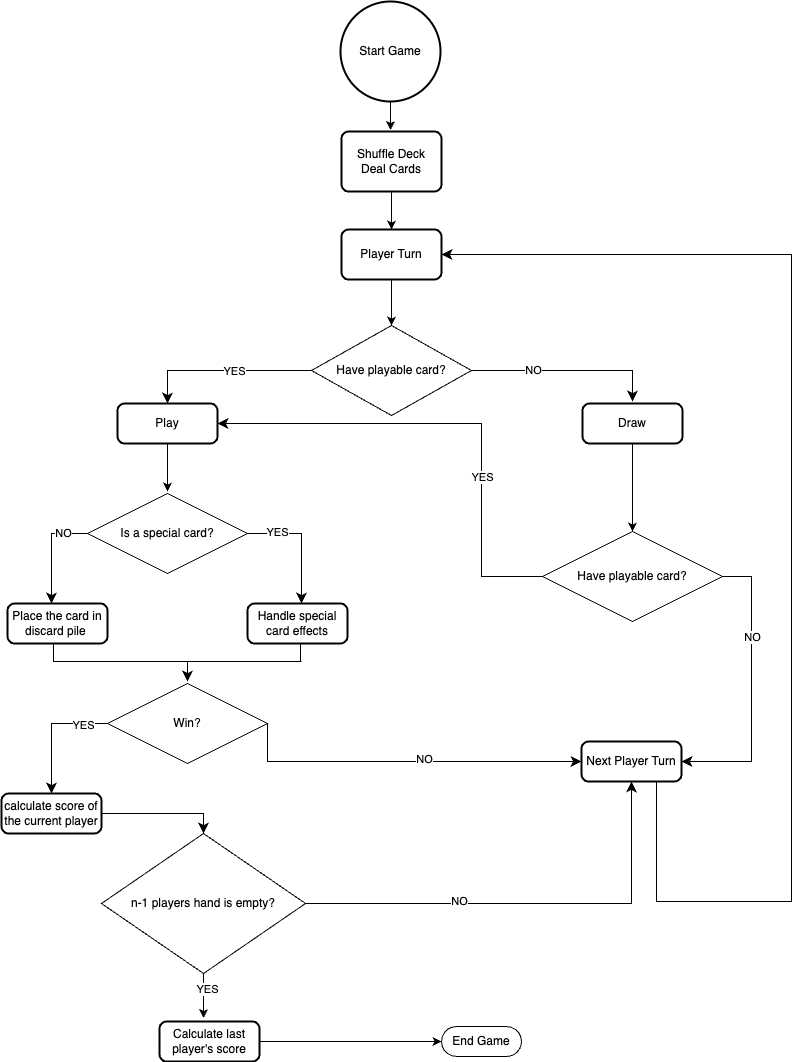 Start Game
Shuffle Deck
Deal Cards
Player Turn
Have playable card?
YES
NO
Play
Draw
YES
Is a special card?
NO
YES
Have playable card?
Place the card in
discard pile
Handle special
card effects
NO
Win?
YES
NO
Next Player Turn
calculate score of
the current player
n-1 players hand is empty?
NO
YES
Calculate last
player's score
End Game